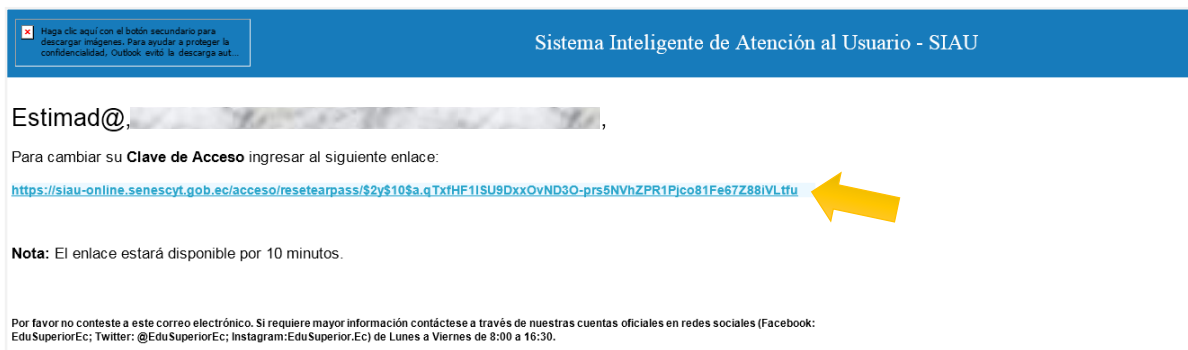 Haga clic aquí con el botón secundario para
descargar imágenes. Para ayudar a proteger la
confidencialidad, Outlook evitó la descarga aut...
Sistema Inteligente de Atención al Usuario - SIAU
Estimad@, ,
Para cambiar su Clave de Acceso ingresar al siguiente enlace:
https://siau-online.senescyt.gob.ec/acceso/resetearpass/$2y$10$a.qTxfHF1ISU9DxxOvND3O-prs5NVhZPR1Pjco81Fe67Z88iVLtfu
Nota: El enlace estará disponible por 10 minutos.
Por favor no conteste a este correo electrónico. Si requiere mayor información contáctese a través de nuestras cuentas oficiales en redes sociales (Facebook:
EduSuperiorEc; Twitter: @EduSuperiorEc; Instagram:EduSuperior.Ec) de Lunes a Viernes de 8:00 a 16:30.